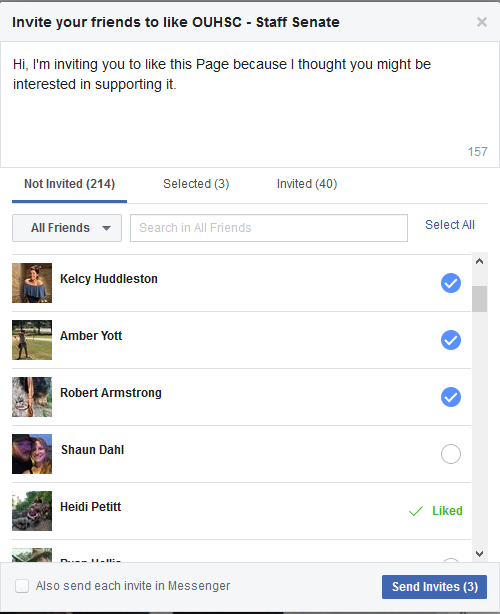 Invite your friends to like OUHSC - Staff Senate
Hi, I'm inviting you to like this Page because I thought you might be
interested in supporting it.
157
Not Invited (214) Selected (3) Invited (40)
All Friends Search in All Friends Select All
Kelcy Huddleston
Amber Yott
Robert Armstrong
Shaun Dahl
Heidi Petitt Liked
Also send each invite in Messenger Send Invites (3)